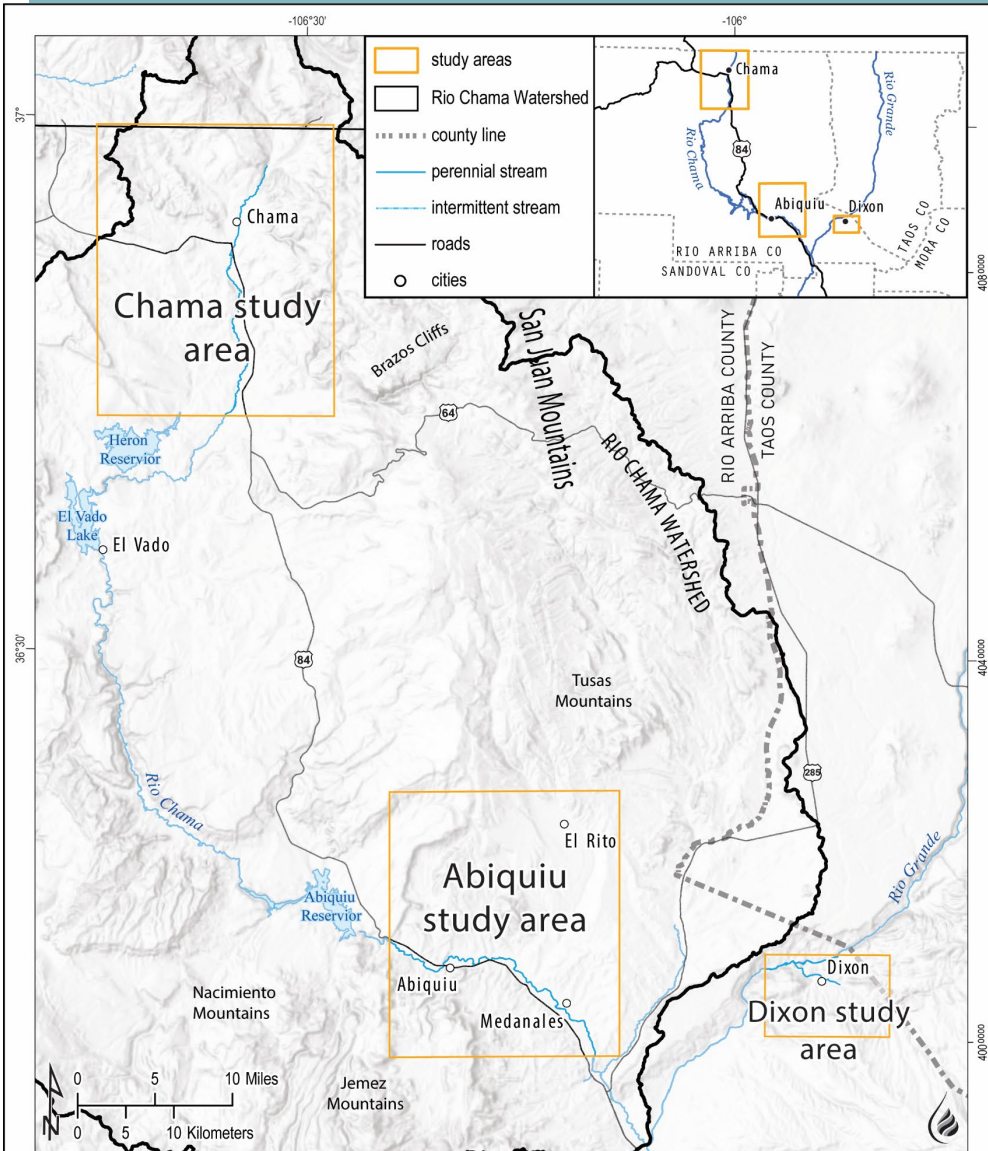 -106°30'
-106°
37°
36°30'
4080000
4040000
4000000
study areas
Rio Chama Watershed
county line
perennial stream
intermittent stream
roads
cities
Chama
84
Rio Chama
Rio Grande
Abiquiu
Dixon
TAOS CO
MORA CO
RIO ARRIBA CO
SANDOVAL CO
Chama
Chama study
area
Brazos Cliffs
San Juan Mountains
64
RIO CHAMA WATERSHED
RIO ARRIBA COUNTY
TAOS COUNTY
Heron
Reservior
El Vado
Lake
El Vado
84
Tusas
Mountains
285
Rio Chama
El Rito
Abiquiu
study area
Abiquiu
Reservior
Abiquiu
Medanales
Rio Grande
Dixon
Dixon study
area
Nacimiento
Mountains
Jemez
Mountains
N
0 5 10 Miles
0 5 10 Kilometers